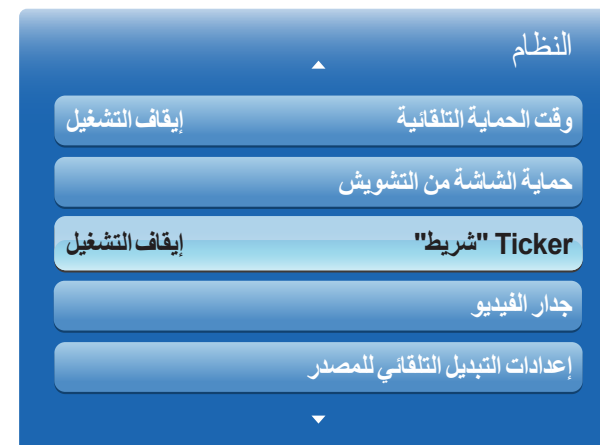 النظام
وقت الحماية التلقائية إيقاف التشغيل
حماية الشاشة من التشويش
Ticker "شريط" إيقاف التشغيل
جدار الفيديو
إعدادات التبديل التلقائي للمصدر